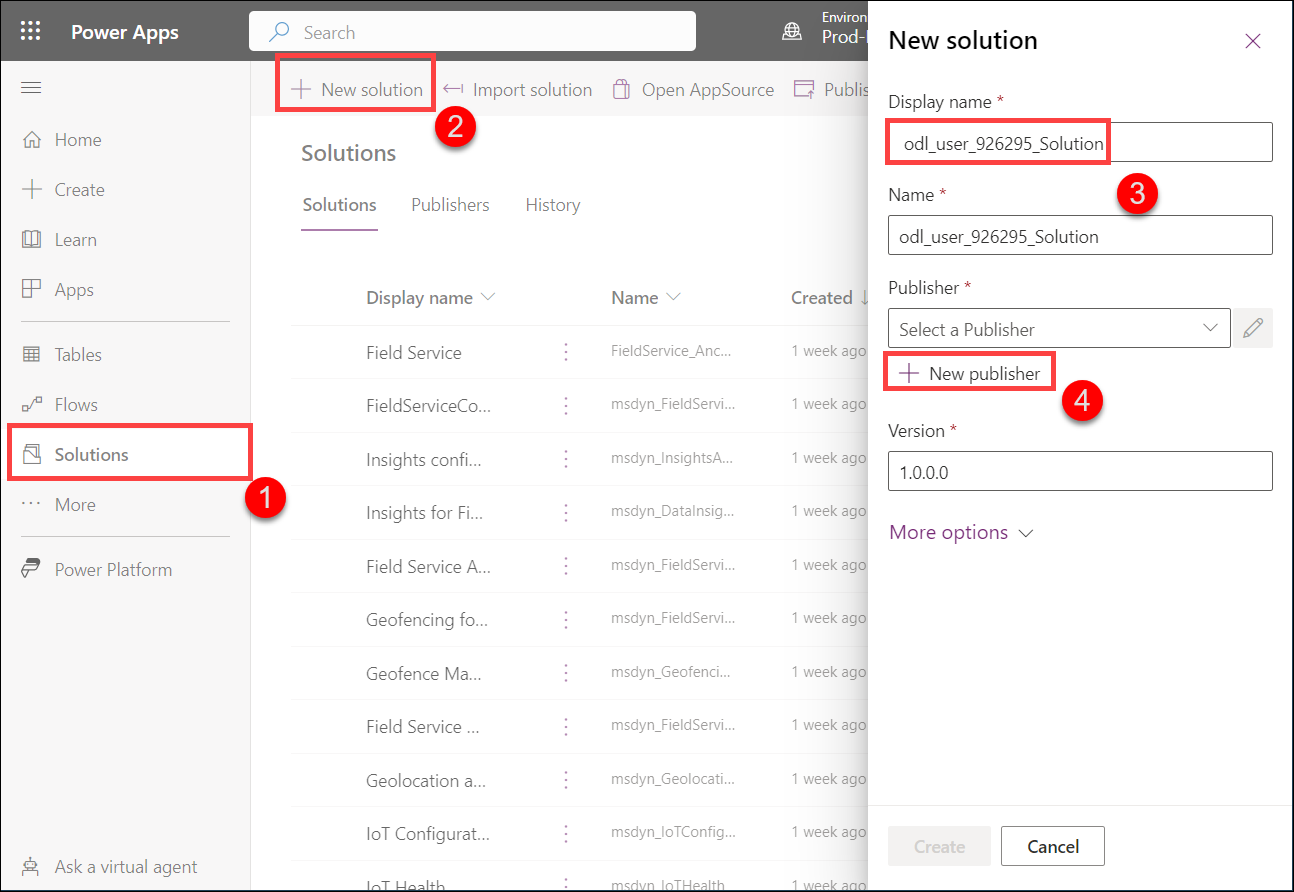 Power Apps
Search
Environ
Prod-
New solution
Import solution
Open AppSource
Publis
2
Home
Create
Learn
Apps
Tables
Flows
Solutions
1
More
Power Platform
Ask a virtual agent
Solutions
Solutions Publishers History
Display name Name Created
Field Service FieldService_Anc... 1 week ago
FieldServiceCo... msdyn_FieldServi... 1 week ago
Insights confi... msdyn_InsightsA... 1 week ago
Insights for Fi... msdyn_DataInsig... 1 week ago
Field Service A... msdyn_FieldServi... 1 week ago
Geofencing fo... msdyn_FieldServi... 1 week ago
Geofence Ma... msdyn_Geofenci... 1 week ago
Field Service ... msdyn_FieldServi... 1 week ago
Geolocation a... msdyn_Geolocati... 1 week ago
IoT Configurat... msdyn_IoTConfig... 1 week ago
IoT Health msdyn_IoTHealth 1 week ago
New solution
Display name *
odl_user_926295_Solution
3
Name *
odl_user_926295_Solution
Publisher *
Select a Publisher
New publisher
4
Version *
1.0.0.0
More options
Create Cancel